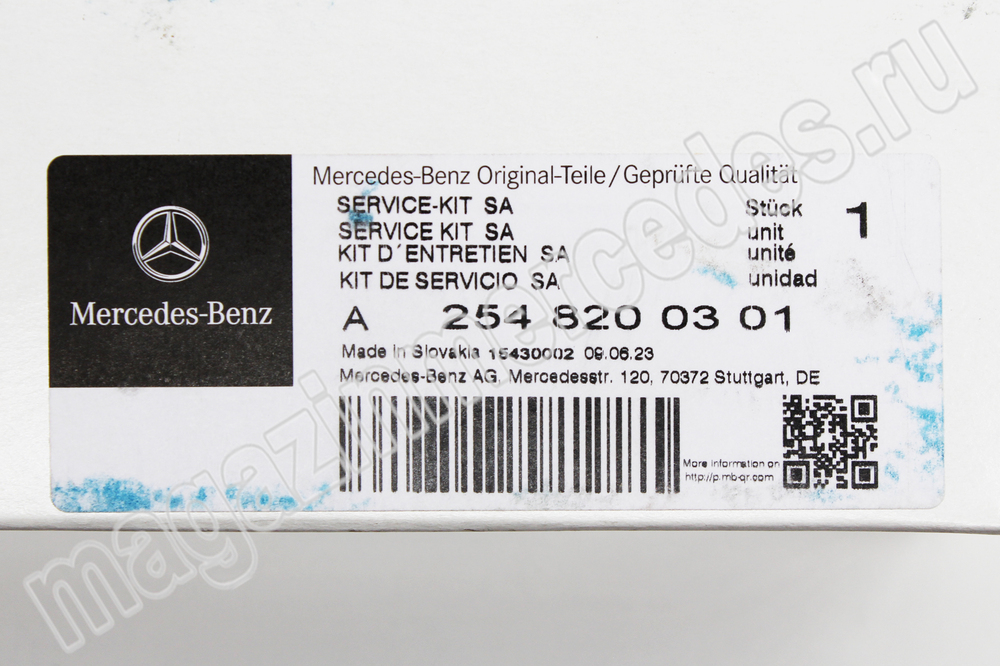 Mercedes-Benz
Mercedes-Benz Original-Teile/Geprüfte Qualität
SERVICE-KIT SA Stück 1
SERVICE KIT SA unit
KIT D´ENTRETIEN SA unité
KIT DE SERVICIO SA unidad
A 254 820 03 01
Made in Slovakia 15430002 09.06.23
Mercedes-Benz AG, Mercedesstr. 120, 70372 Stuttgart, DE
More information on
http://p.mb-qr.com
magazinmercedes.ru